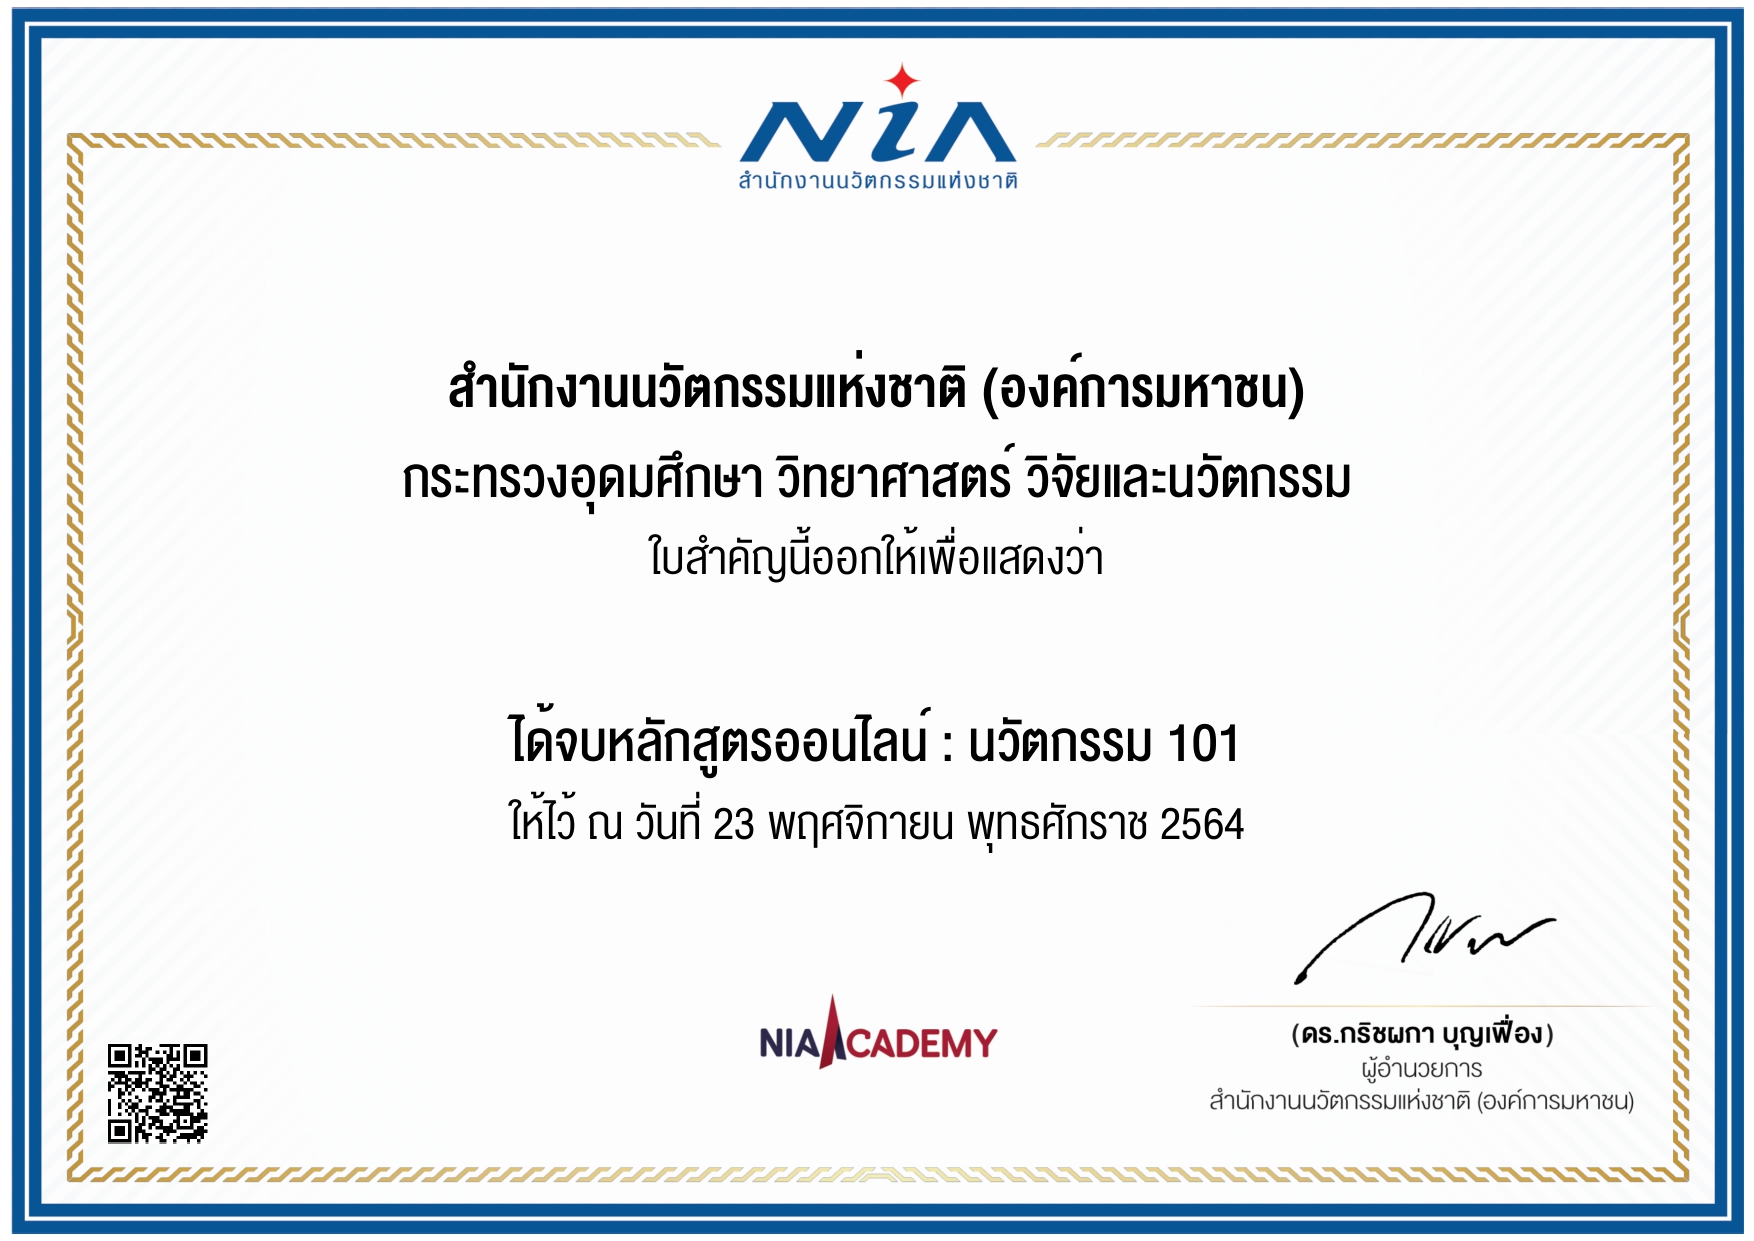 NiA
สำนักงานนวัตกรรมแห่งชาติ
สำนักงานนวัตกรรมแห่งชาติ (องค์การมหาชน)
กระทรวงอุดมศึกษา วิทยาศาสตร์ วิจัยและนวัตกรรม
ใบสำคัญนี้ออกให้เพื่อแสดงว่า
ได้จบหลักสูตรออนไลน์ : นวัตกรรม 101
ให้ไว้ ณ วันที่ 23 พฤศจิกายน พุทธศักราช 2564
NIA ACADEMY
(ดร.กริชผกา บุญเฟื่อง)
ผู้อำนวยการ
สำนักงานนวัตกรรมแห่งชาติ (องค์การมหาชน)